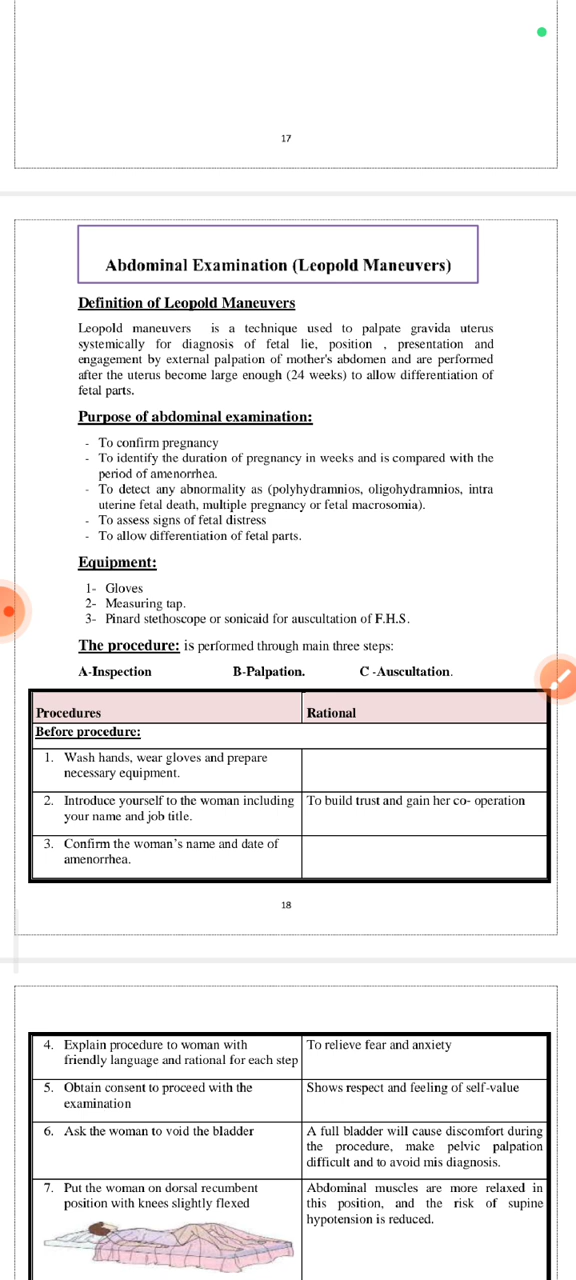 17
Abdominal Examination (Leopold Maneuvers)
Definition of Leopold Maneuvers
Leopold maneuvers is a technique used to palpate gravida uterus
systemically for diagnosis of fetal lie, position , presentation and
engagement by external palpation of mother's abdomen and are performed
after the uterus become large enough (24 weeks) to allow differentiation of
fetal parts.
Purpose of abdominal examination:
- To confirm pregnancy
- To identify the duration of pregnancy in weeks and is compared with the
period of amenorrhea.
- To detect any abnormality as (polyhydramnios, oligohydramnios, intra
uterine fetal death, multiple pregnancy or fetal macrosomia).
- To assess signs of fetal distress
- To allow differentiation of fetal parts.
Equipment:
1- Gloves
2- Measuring tap.
3- Pinard stethoscope or sonicaid for auscultation of F.H.S.
The procedure: is performed through main three steps:
A-Inspection B-Palpation. C -Auscultation.
Procedures Rational
Before procedure:
1. Wash hands, wear gloves and prepare
necessary equipment.
2. Introduce yourself to the woman including
your name and job title.
To build trust and gain her co- operation
3. Confirm the woman's name and date of
amenorrhea.
18
4. Explain procedure to woman with
friendly language and rational for each step
To relieve fear and anxiety
5. Obtain consent to proceed with the
examination
Shows respect and feeling of self-value
6. Ask the woman to void the bladder
A full bladder will cause discomfort during
the procedure, make pelvic palpation
difficult and to avoid mis diagnosis.
7. Put the woman on dorsal recumbent
position with knees slightly flexed
Abdominal muscles are more relaxed in
this position, and the risk of supine
hypotension is reduced.